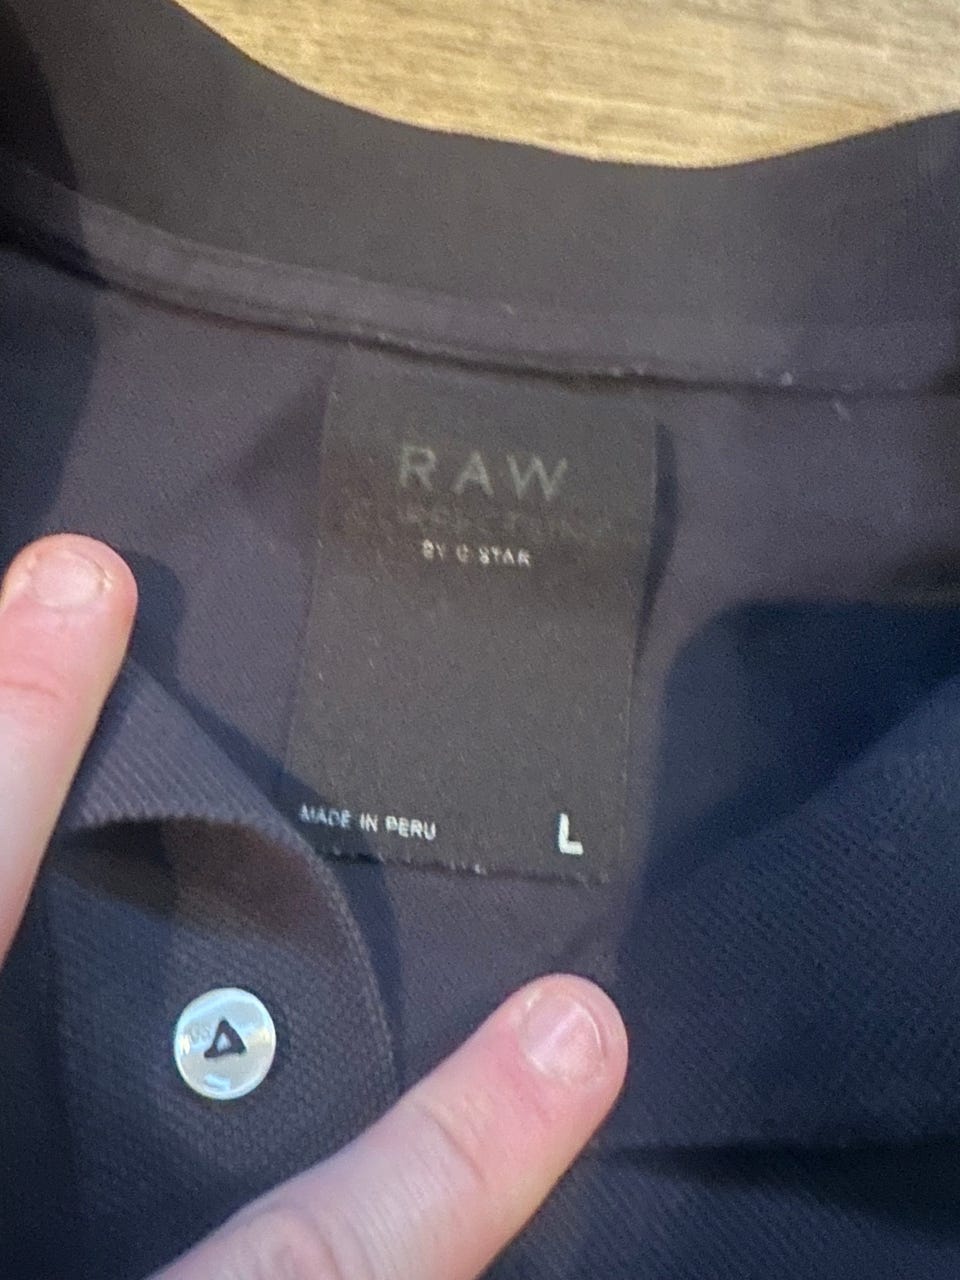 RAW
BY G STAR
MADE IN PERU
L